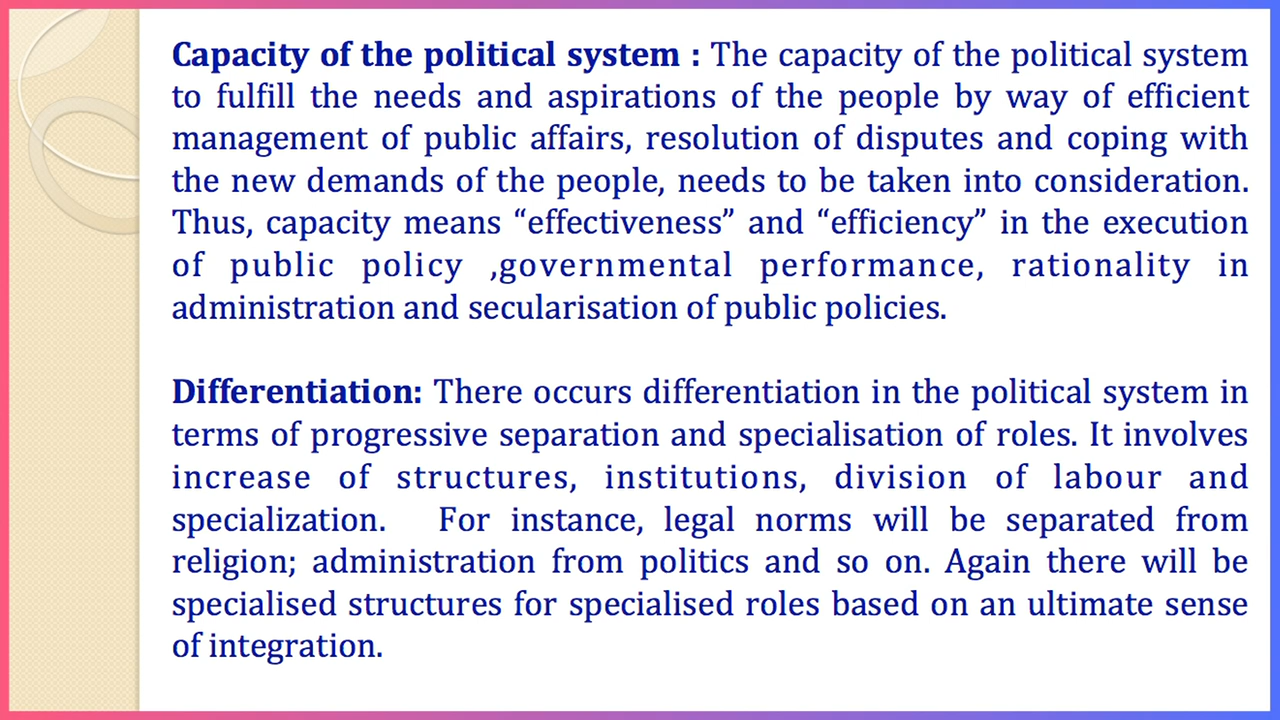 Capacity of the political system : The capacity of the political system
to fulfill the needs and aspirations of the people by way of efficient
management of public affairs, resolution of disputes and coping with
the new demands of the people, needs to be taken into consideration.
Thus, capacity means “effectiveness” and “efficiency” in the execution
of public policy ,governmental performance, rationality in
administration and secularisation of public policies.
Differentiation: There occurs differentiation in the political system in
terms of progressive separation and specialisation of roles. It involves
increase of structures, institutions, division of labour and
specialization. For instance, legal norms will be separated from
religion; administration from politics and so on. Again there will be
specialised structures for specialised roles based on an ultimate sense
of integration.